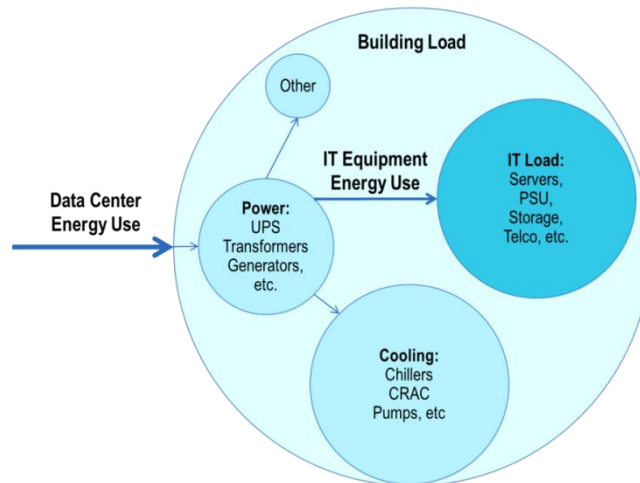 Building Load
Other
IT Equipment
Energy Use
IT Load:
Servers,
PSU,
Storage,
Telco, etc.
Data Center
Energy Use
Power:
UPS
Transformers
Generators,
etc.
Cooling:
Chillers
CRAC
Pumps, etc